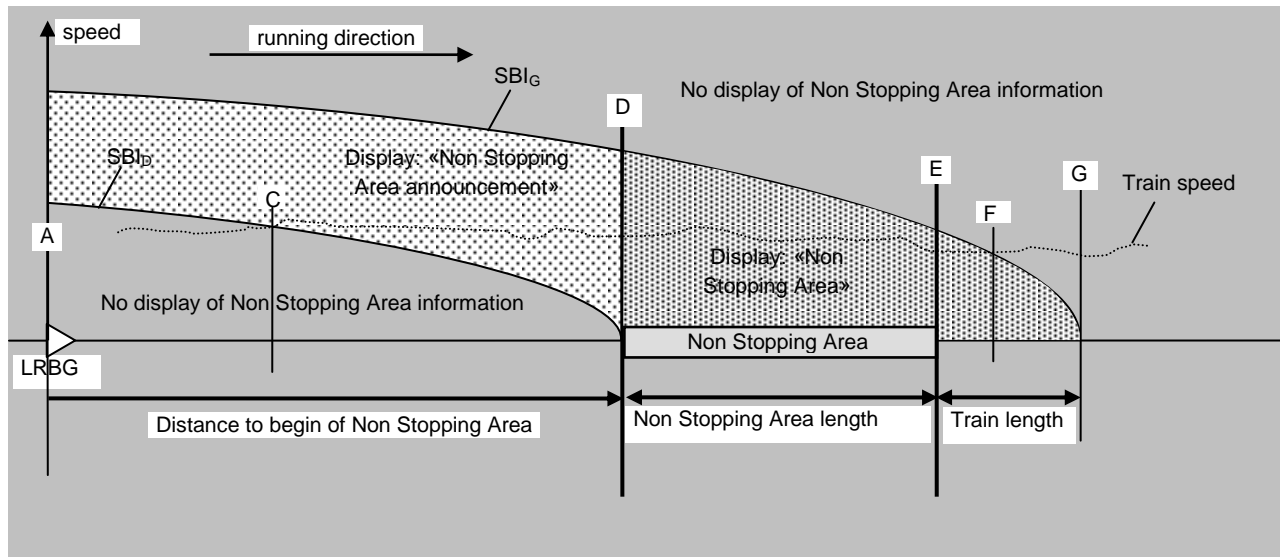 speed
running direction
SBIG
No display of Non Stopping Area information
D
SBID
Display: «Non Stopping
Area announcement»
E
G
Train speed
C
F
A
Display: «Non
Stopping Area»
No display of Non Stopping Area information
Non Stopping Area
LRBG
Distance to begin of Non Stopping Area
Non Stopping Area length
Train length